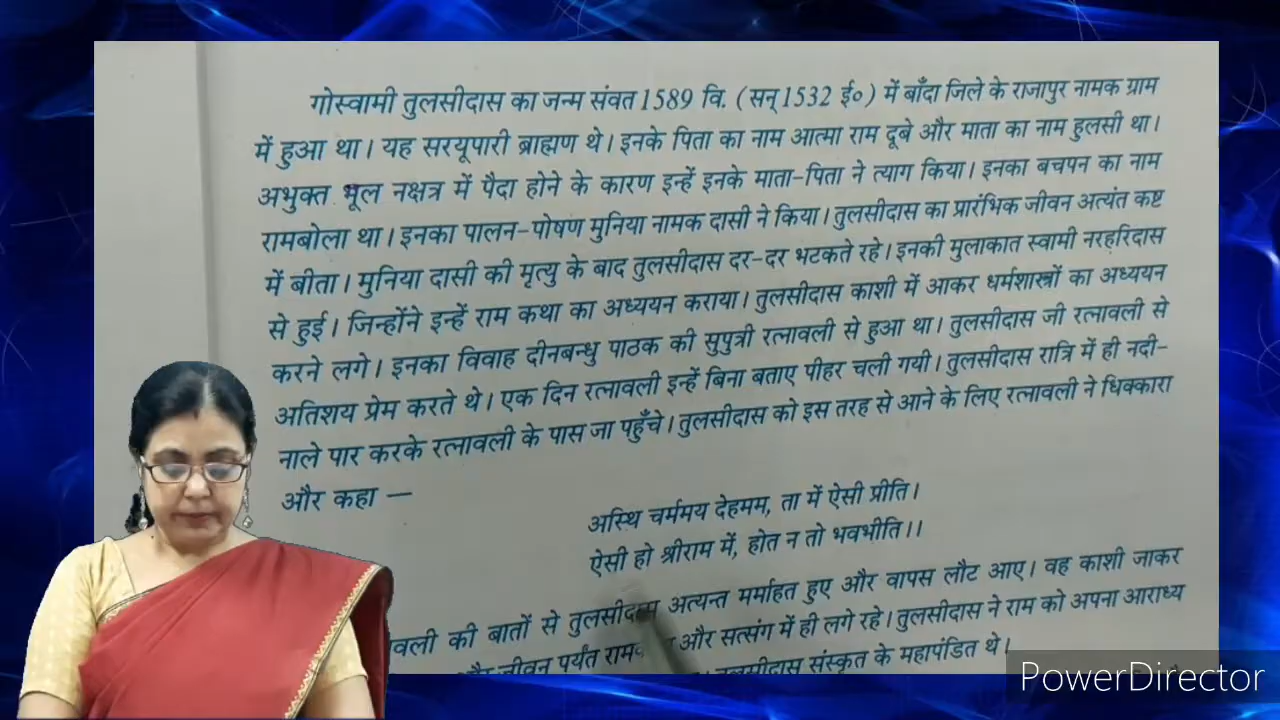 गोस्वामी तुलसीदास का जन्म संवत 1589 वि. (सन् 1532 ई०) में बाँदा जिले के राजापुर नामक ग्राम
में हुआ था। यह सरयूपारी ब्राह्मण थे। इनके पिता का नाम आत्मा राम दूबे और माता का नाम हुलसी था।
अभुक्त मूल नक्षत्र में पैदा होने के कारण इन्हें इनके माता-पिता ने त्याग किया। इनका बचपन का नाम
रामबोला था। इनका पालन-पोषण मुनिया नामक दासी ने किया। तुलसीदास का प्रारंभिक जीवन अत्यंत कष्ट
में बीता। मुनिया दासी की मृत्यु के बाद तुलसीदास दर-दर भटकते रहे। इनकी मुलाकात स्वामी नरहरिदास
से हुई। जिन्होंने इन्हें राम कथा का अध्ययन कराया। तुलसीदास काशी में आकर धर्मशास्त्रों का अध्ययन
करने लगे। इनका विवाह दीनबन्धु पाठक की सुपुत्री रत्नावली से हुआ था। तुलसीदास जी रत्नावली से
अतिशय प्रेम करते थे। एक दिन रत्नावली इन्हें बिना बताए पीहर चली गयी। तुलसीदास रात्रि में ही नदी-
नाले पार करके रत्नावली के पास जा पहुँचे। तुलसीदास को इस तरह से आने के लिए रत्नावली ने धिक्कारा
और कहा —
अस्थि चर्ममय देहमम, ता में ऐसी प्रीति।
ऐसी हो श्रीराम में, होत न तो भवभीति।।
की बातों से तुलसीदास अत्यन्त मर्माहत हुए और वापस लौट आए। वह काशी जाकर
जीवन पर्यंत और सत्संग में ही लगे रहे। तुलसीदास ने राम को अपना आराध्य
तुलसीदास संस्कृत के महापंडित थे।
PowerDirector